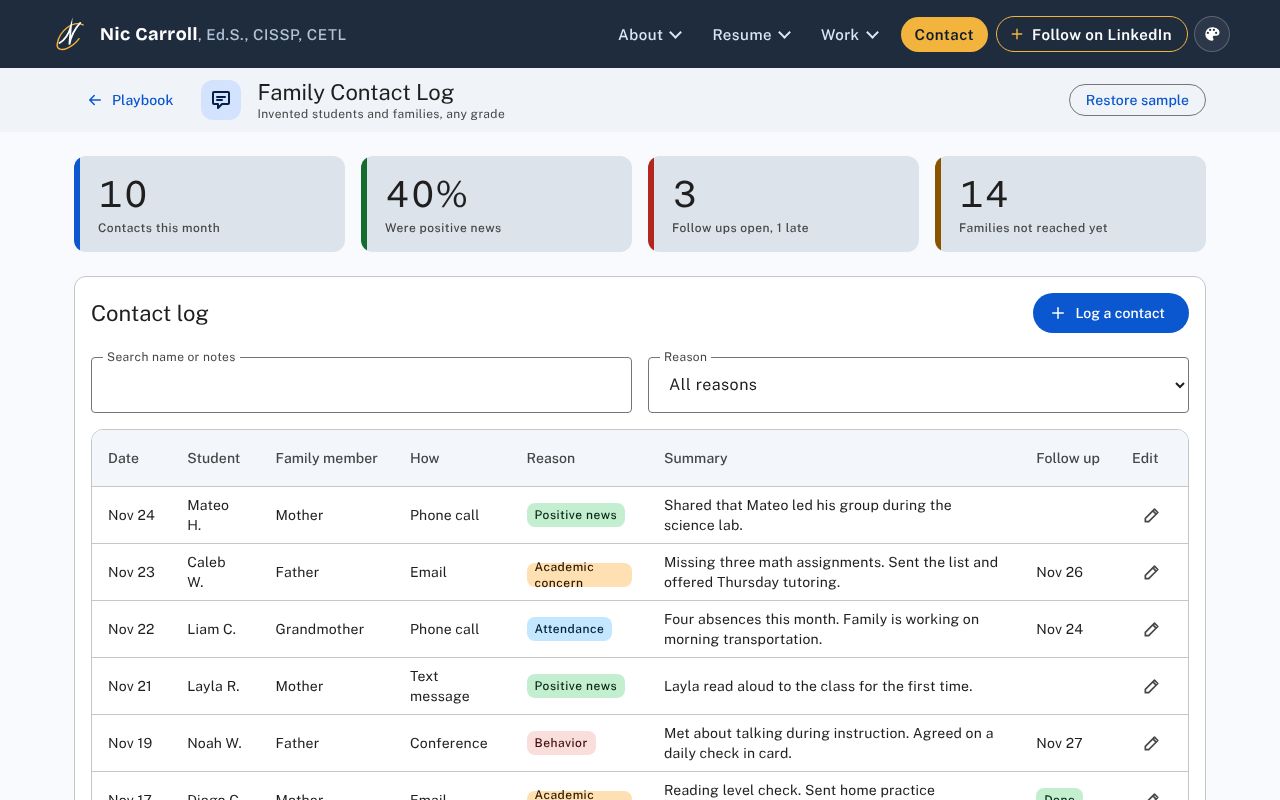 Nic Carroll, Ed.S., CISSP, CETL
About
Resume
Work
Contact
+ Follow on LinkedIn
← Playbook
Family Contact Log
Invented students and families, any grade
Restore sample
10
Contacts this month
40%
Were positive news
3
Follow ups open, 1 late
14
Families not reached yet
Contact log
+ Log a contact
Search name or notes
Reason
All reasons
Date Student Family member How Reason Summary Follow up Edit
Nov 24
Mateo
H.
Mother
Phone call
Positive news
Shared that Mateo led his group during the
science lab.
Nov 23
Caleb
W.
Father
Email
Academic
concern
Missing three math assignments. Sent the list and
offered Thursday tutoring.
Nov 26
Nov 22
Liam C.
Grandmother
Phone call
Attendance
Four absences this month. Family is working on
morning transportation.
Nov 24
Nov 21
Layla R.
Mother
Text
message
Positive news
Layla read aloud to the class for the first time.
Nov 19
Noah W.
Father
Conference
Behavior
Met about talking during instruction. Agreed on a
daily check in card.
Nov 27
Nov 17
Mother
Email
Academic
Reading level check. Sent home practice
Done